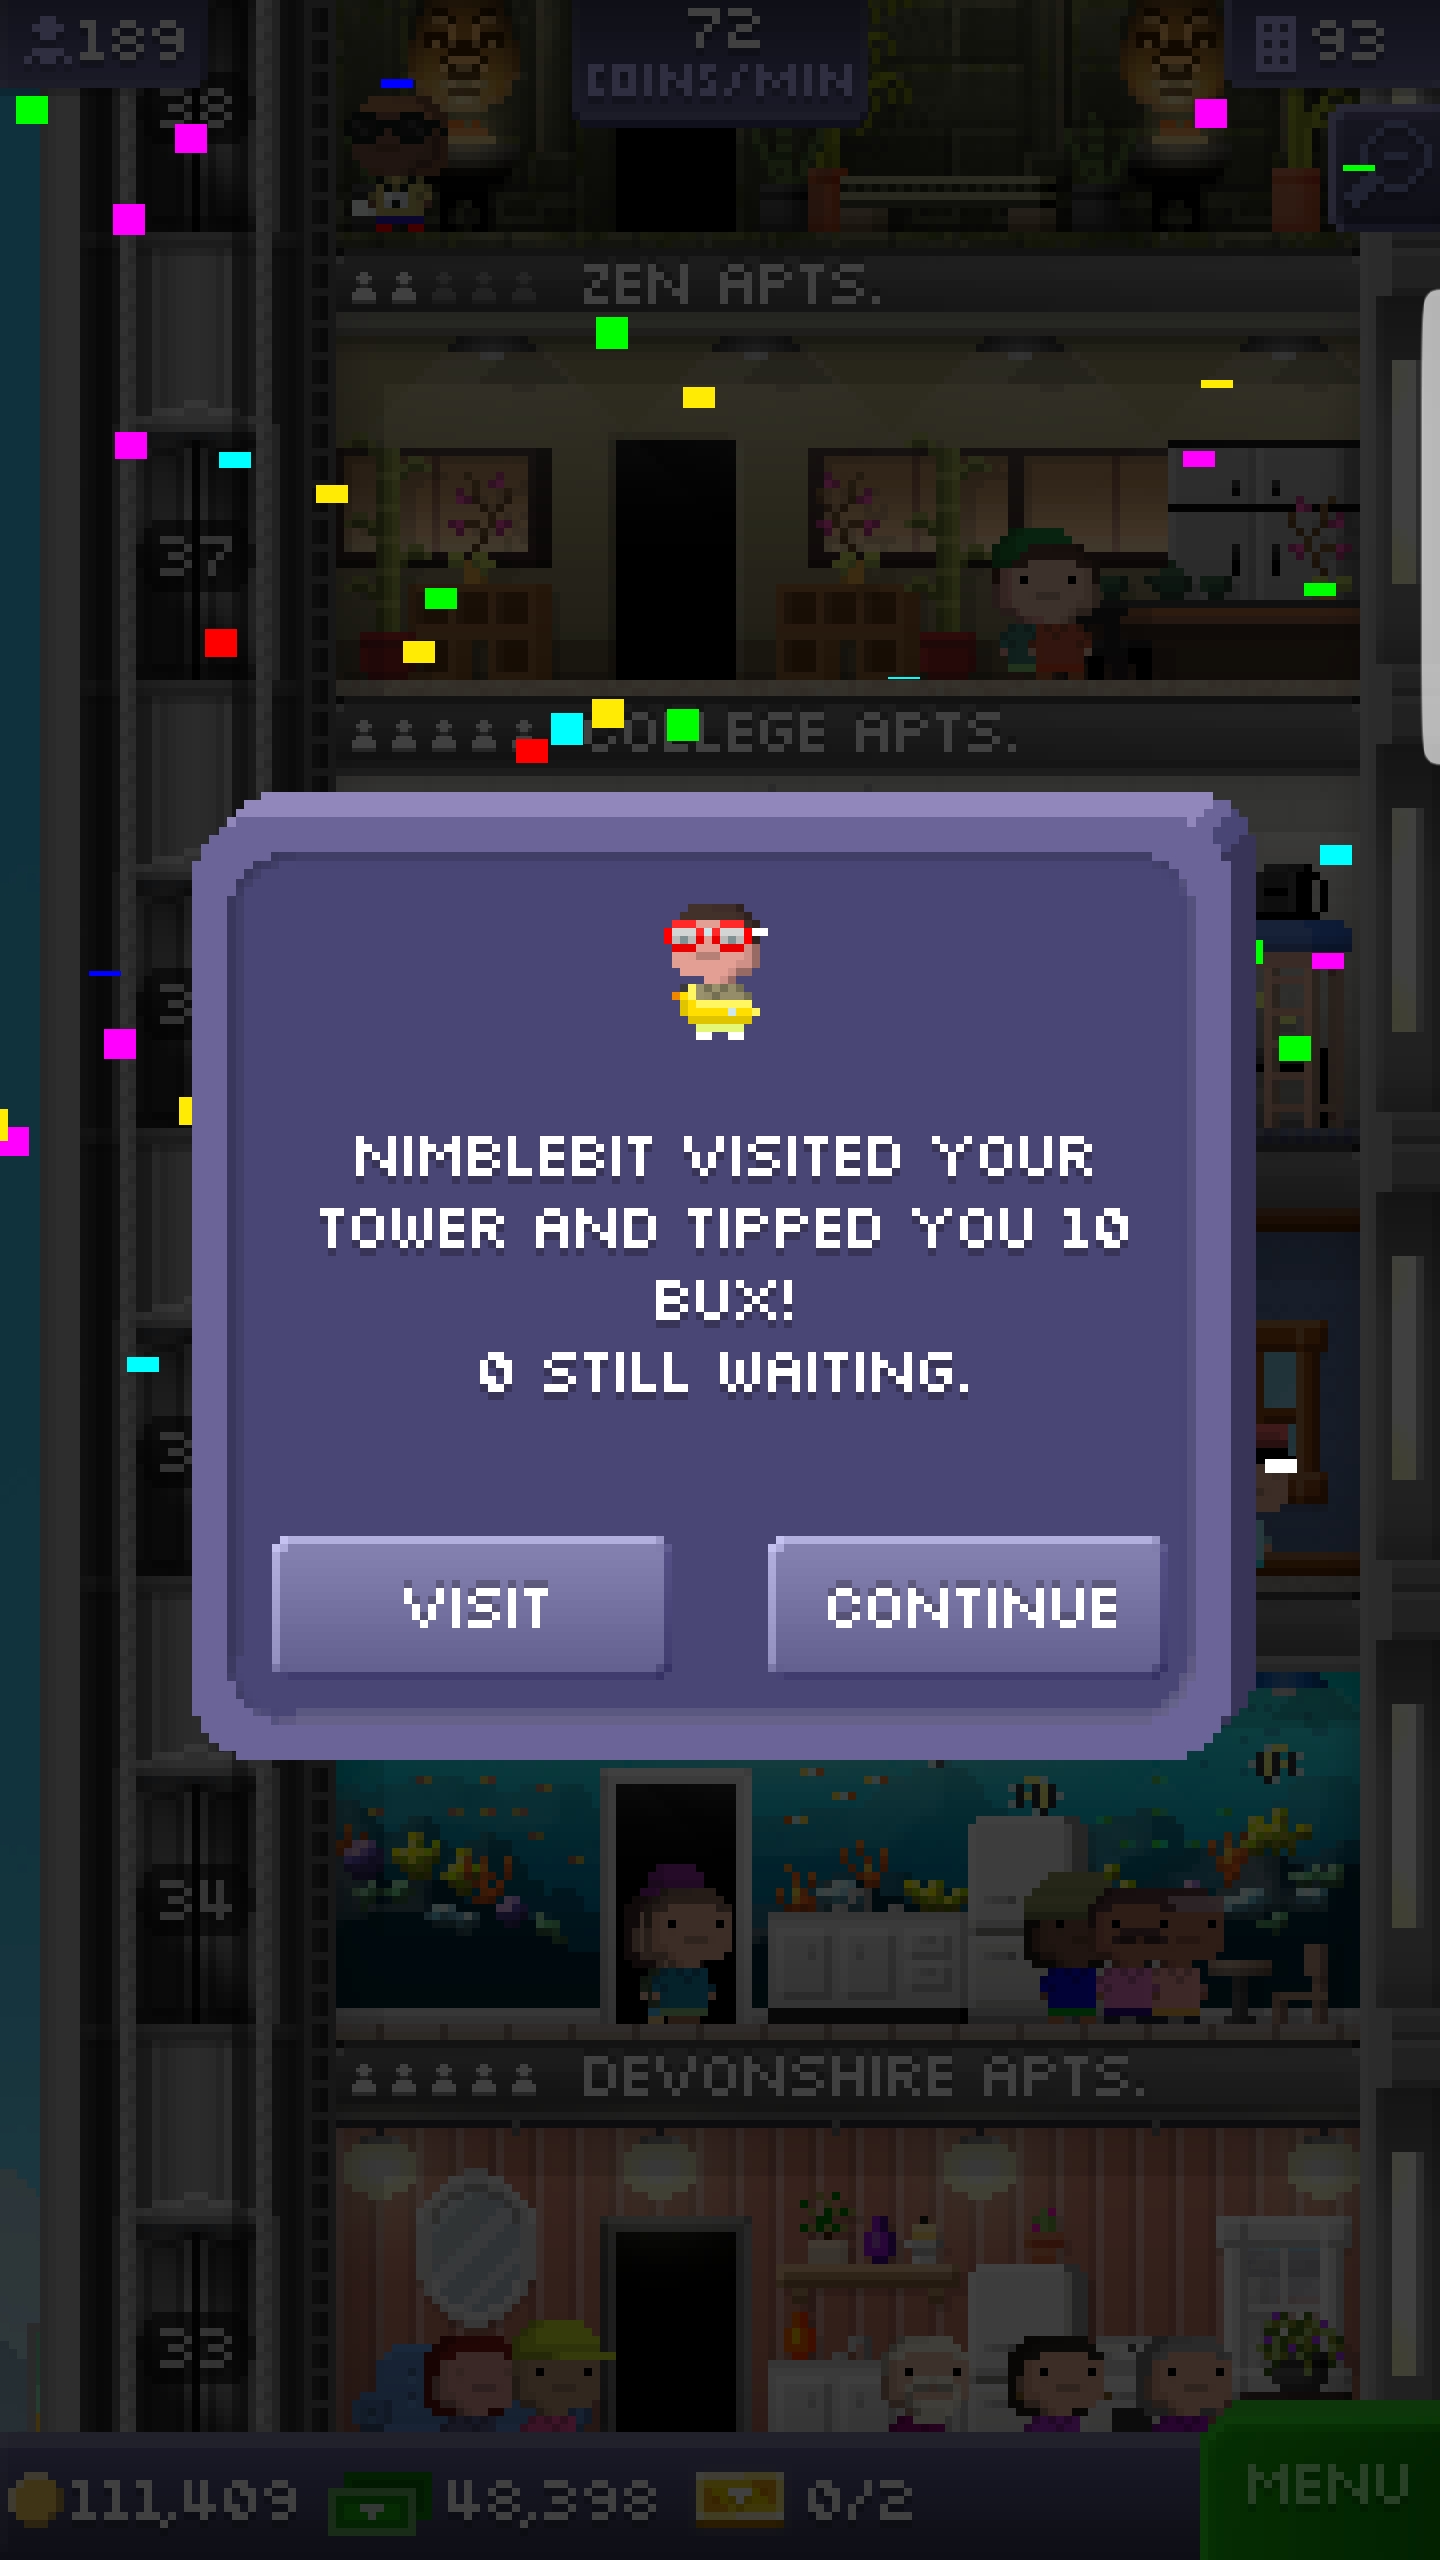 189
72
COINS/MIN
93
38
ZEN APTS.
37
COLLEGE APTS.
NIMBLEBIT VISITED YOUR
TOWER AND TIPPED YOU 10
BUX!
0 STILL WAITING.
VISIT
CONTINUE
34
DEVONSHIRE APTS.
33
111,409
48,398
0/2
MENU